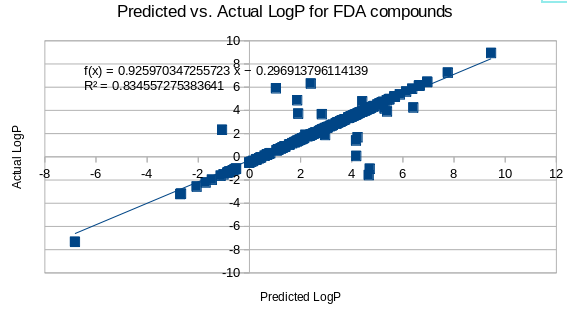 Predicted vs. Actual LogP for FDA compounds
10
f(x) = 0.925970347255723 x − 0.296913796114139
8
R² = 0.834557275383641
6
4
2
0
-8 -6 -4 -2 0 2 4 6 8 10 12
-2
-4
-6
-8
-10
Actual LogP
Predicted LogP